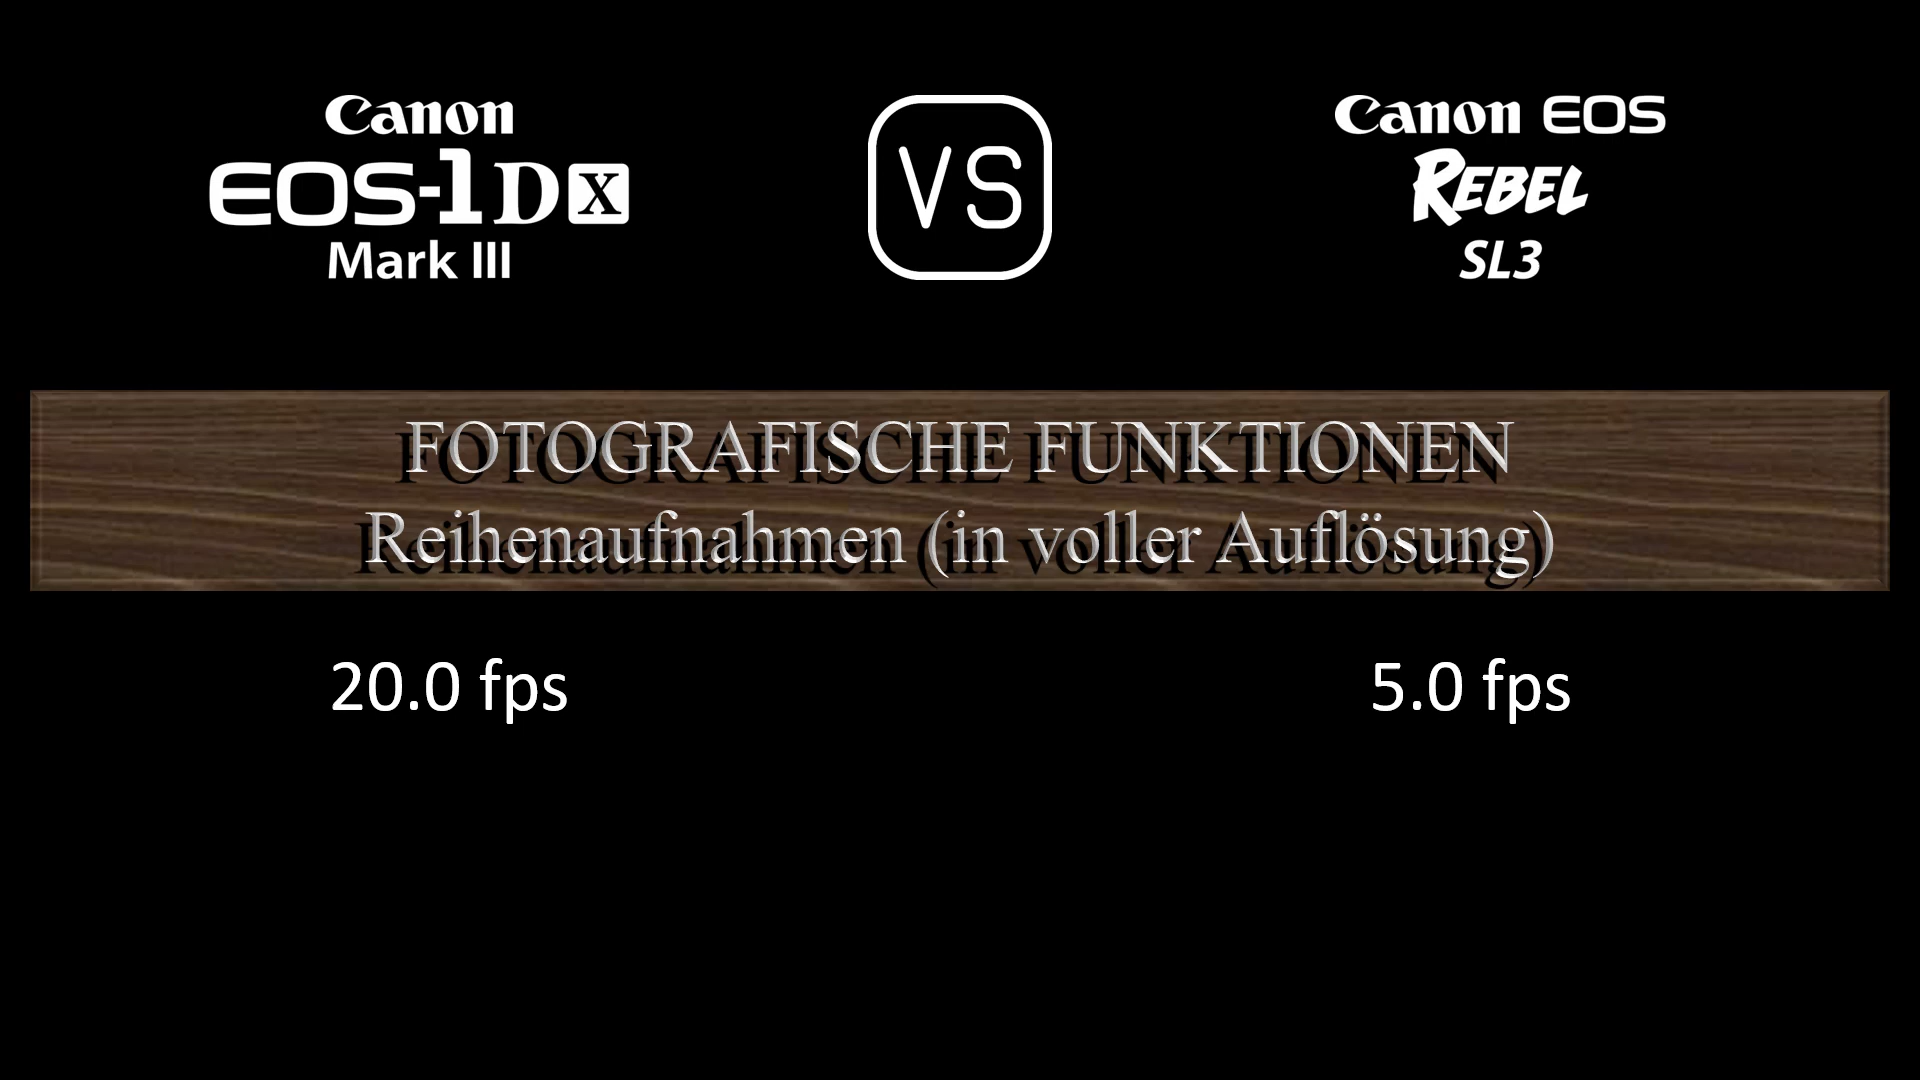 Canon
EOS-1DX
Mark III
VS
Canon EOS
REBEL
SL3
FOTOGRAFISCHE FUNKTIONEN
Reihenaufnahmen (in voller Auflösung)
20.0 fps
5.0 fps